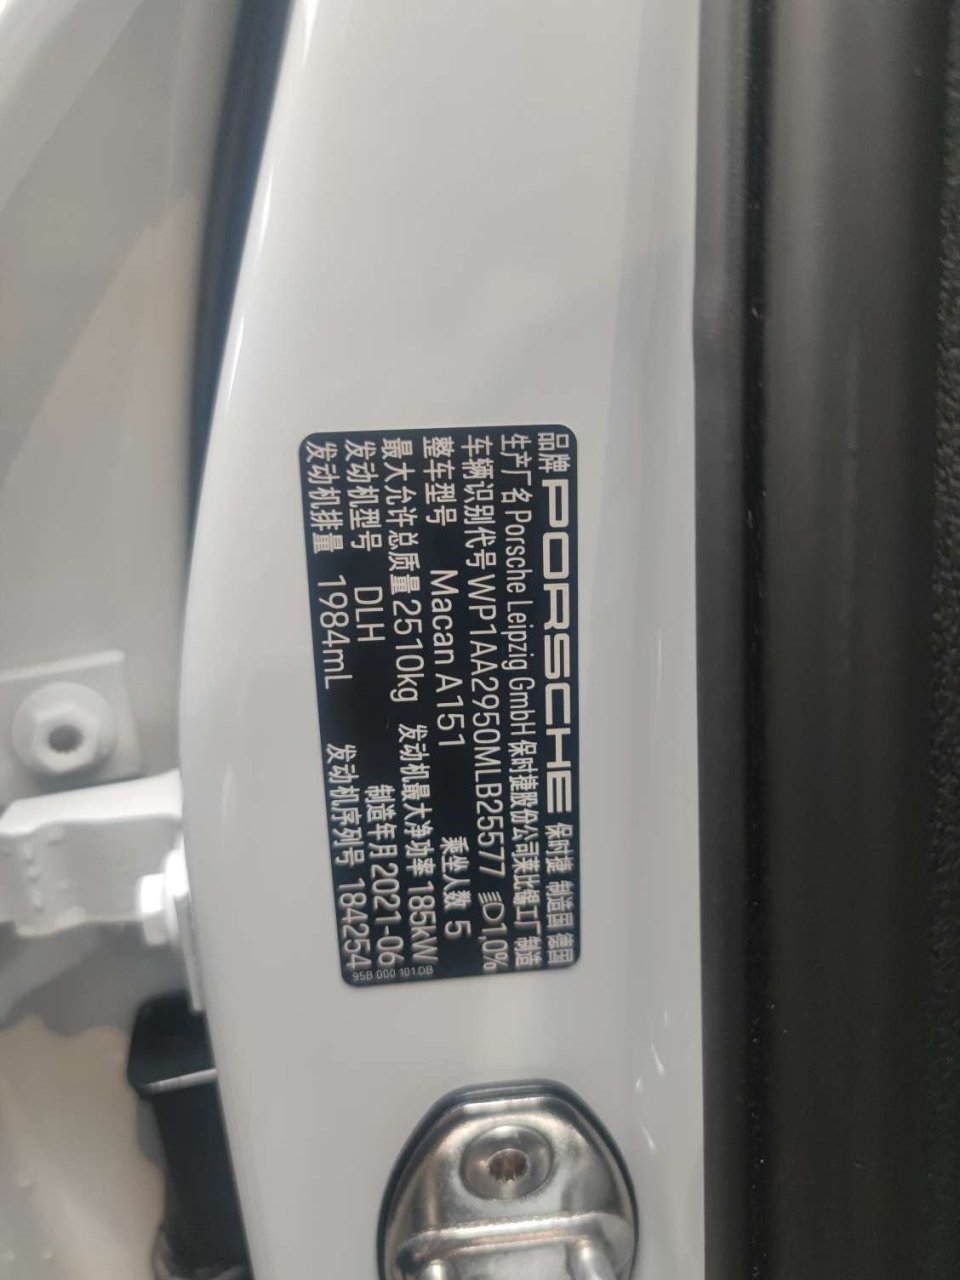 品牌 PORSCHE 保时捷 制造国 德国
生产厂名 Porsche Leipzig GmbH 保时捷股份公司莱比锡工厂制造
车辆识别代号 WP1AA2950MLB25577 1,0%
整车型号 Macan A151 乘坐人数 5
最大允许总质量 2510kg 发动机最大净功率 185kW
发动机型号 DLH 制造年月 2021-06
发动机排量 1984mL 发动机序列号 184254
95B.000.101.DB